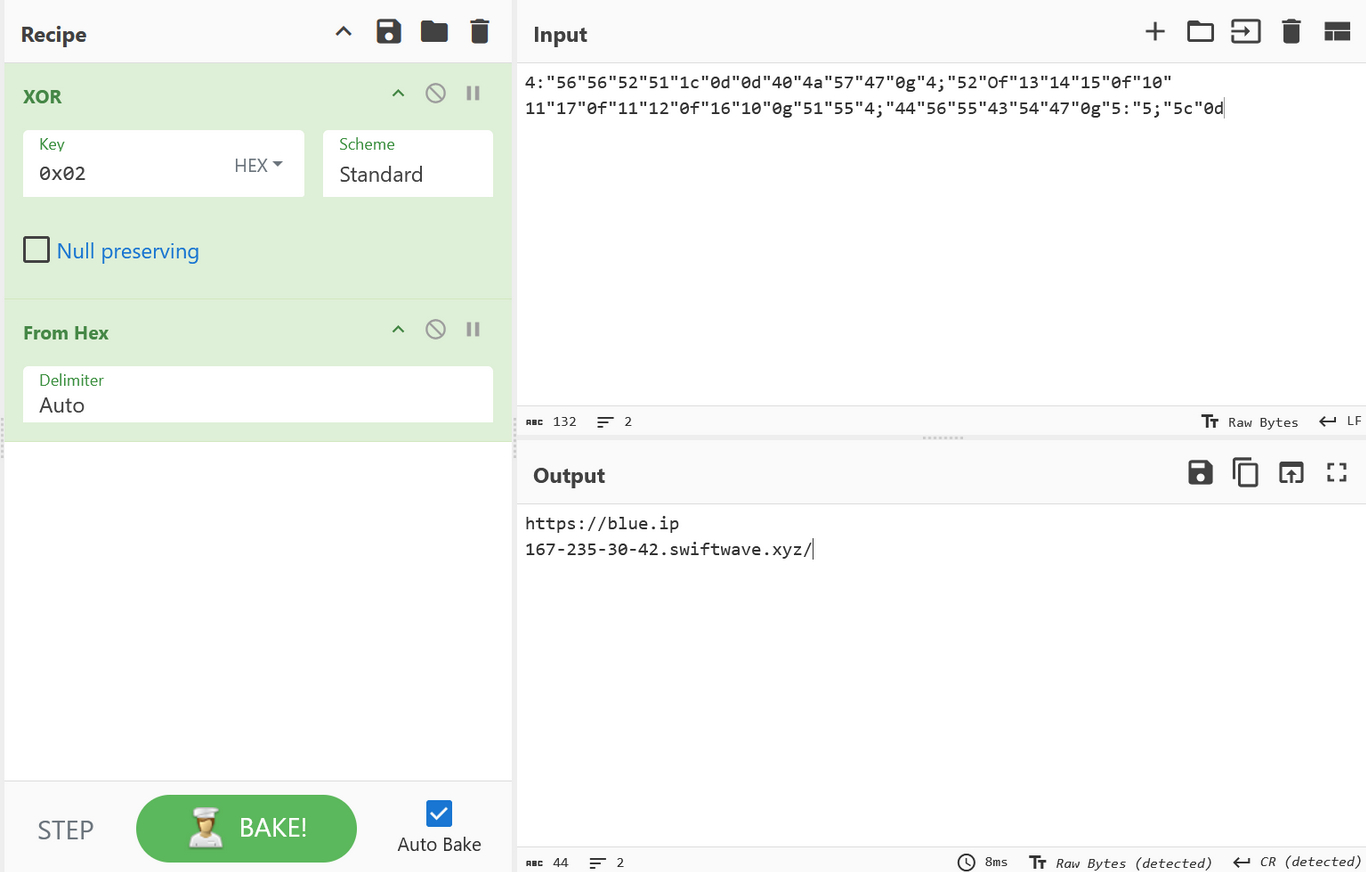 Recipe
XOR
Key
0x02
HEX
Scheme
Standard
Null preserving
From Hex
Delimiter
Auto
STEP
BAKE!
Auto Bake
Input
4:"56"56"52"51"1c"0d"0d"40"4a"57"47"0g"4;"52"Of"13"14"15"0f"10"
11"17"0f"11"12"0f"16"10"0g"51"55"4;"44"56"55"43"54"47"0g"5:"5;"5c"0d
ABC 132 2
Tт Raw Bytes LF
Output
https://blue.ip
167-235-30-42.swiftwave.xyz/
ABC 44 2
8ms Tт Raw Bytes (detected) CR (detected)